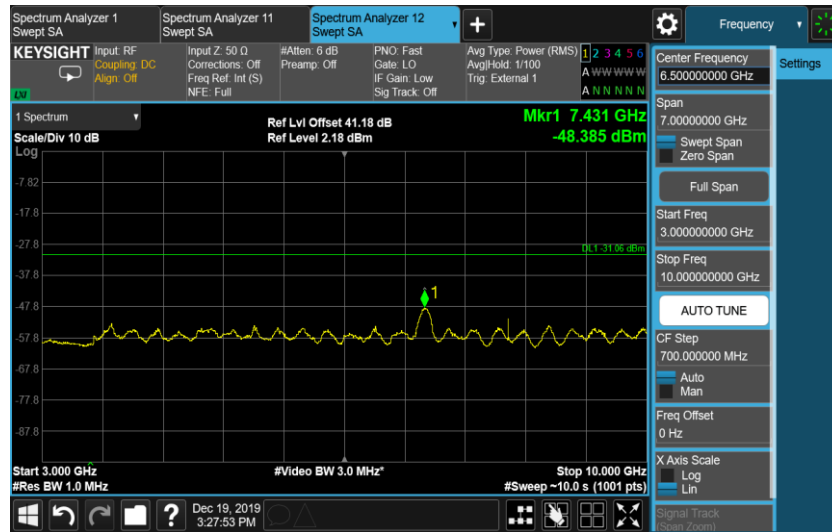 Spectrum Analyzer 1
Swept SA
Spectrum Analyzer 11
Swept SA
Spectrum Analyzer 12
Swept SA
Frequency
KEYSIGHT
LXI
Input: RF
Coupling: DC
Align: Off
Input Z: 50 Ω
Corrections: Off
Freq Ref: Int (S)
NFE: Full
#Atten: 6 dB
Preamp: Off
PNO: Fast
Gate: LO
IF Gain: Low
Sig Track: Off
Avg Type: Power (RMS)
Avg|Hold: 1/100
Trig: External 1
1 2 3 4 5 6
A W W W W W
A N N N N N
1 Spectrum
Scale/Div 10 dB
Log
Ref Lvl Offset 41.18 dB
Ref Level 2.18 dBm
Mkr1 7.431 GHz
-48.385 dBm
-7.82
-17.8
-27.8
-37.8
-47.8
-57.8
-67.8
-77.8
-87.8
DL1 -31.06 dBm
1
Start 3.000 GHz
#Res BW 1.0 MHz
#Video BW 3.0 MHz*
Stop 10.000 GHz
#Sweep ~10.0 s (1001 pts)
Dec 19, 2019
3:27:53 PM
Center Frequency
6.500000000 GHz
Settings
Span
7.00000000 GHz
Swept Span
Zero Span
Full Span
Start Freq
3.000000000 GHz
Stop Freq
10.000000000 GHz
AUTO TUNE
CF Step
700.000000 MHz
Auto
Man
Freq Offset
0 Hz
X Axis Scale
Log
Lin
Signal Track
(Span Zoom)